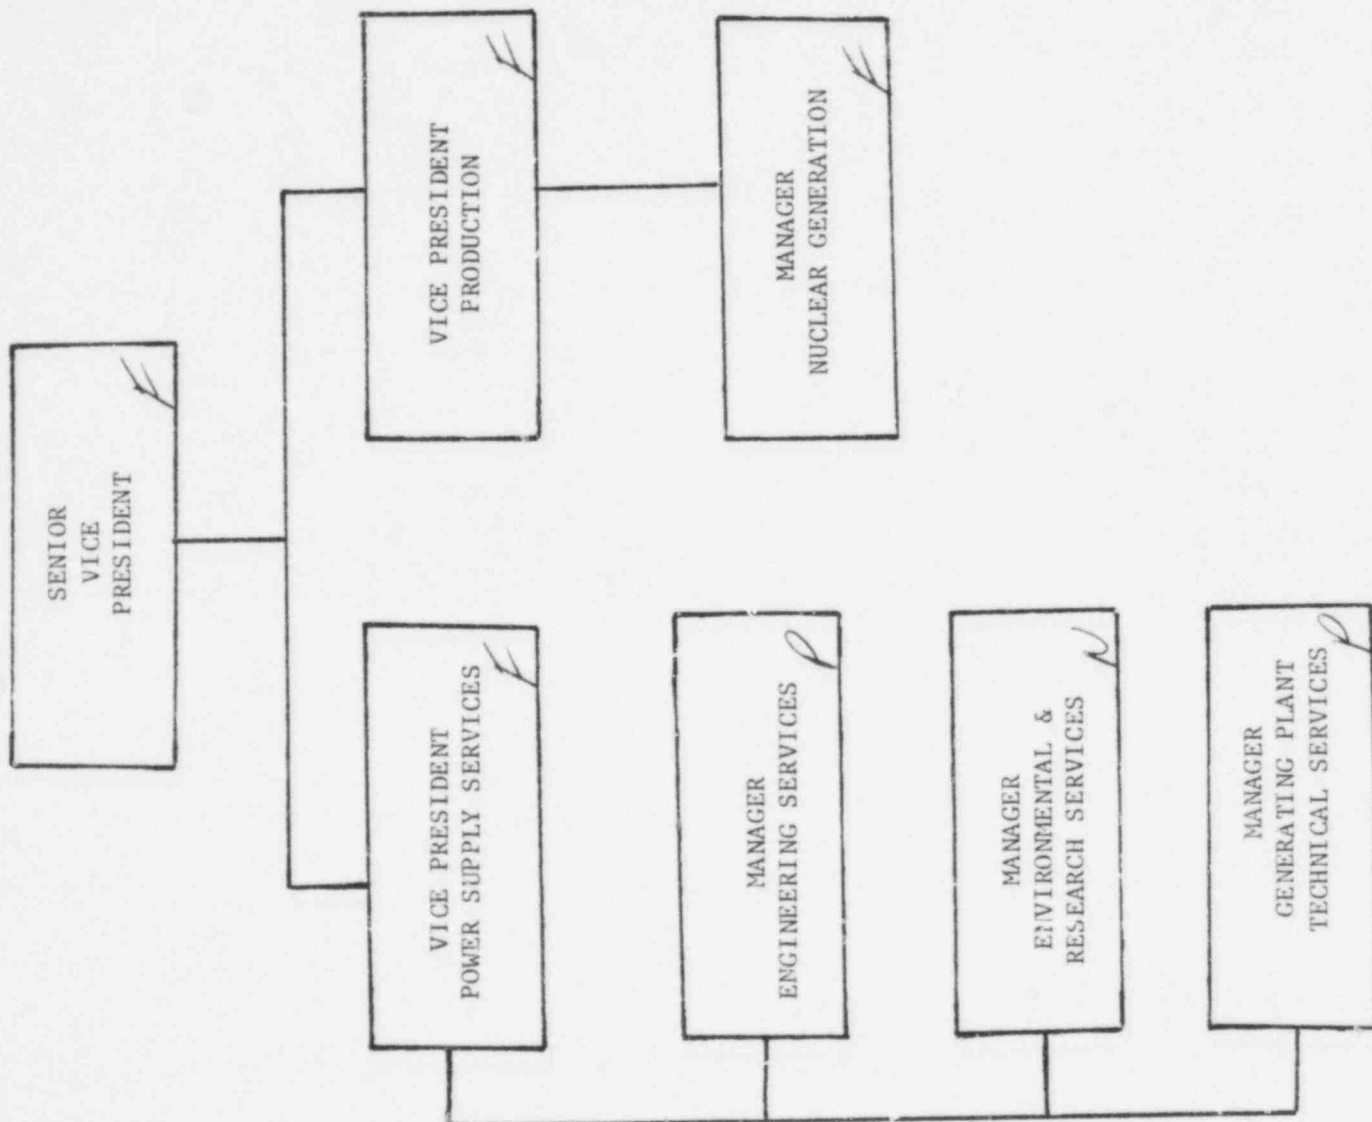 SENIOR
VICE
PRESIDENT
F
VICE PRESIDENT
POWER SUPPLY SERVICES
F
VICE PRESIDENT
PRODUCTION
F
MANAGER
ENGINEERING SERVICES
P
MANAGER
NUCLEAR GENERATION
F
MANAGER
ENVIRONMENTAL &
RESEARCH SERVICES
N
MANAGER
GENERATING PLANT
TECHNICAL SERVICES
P